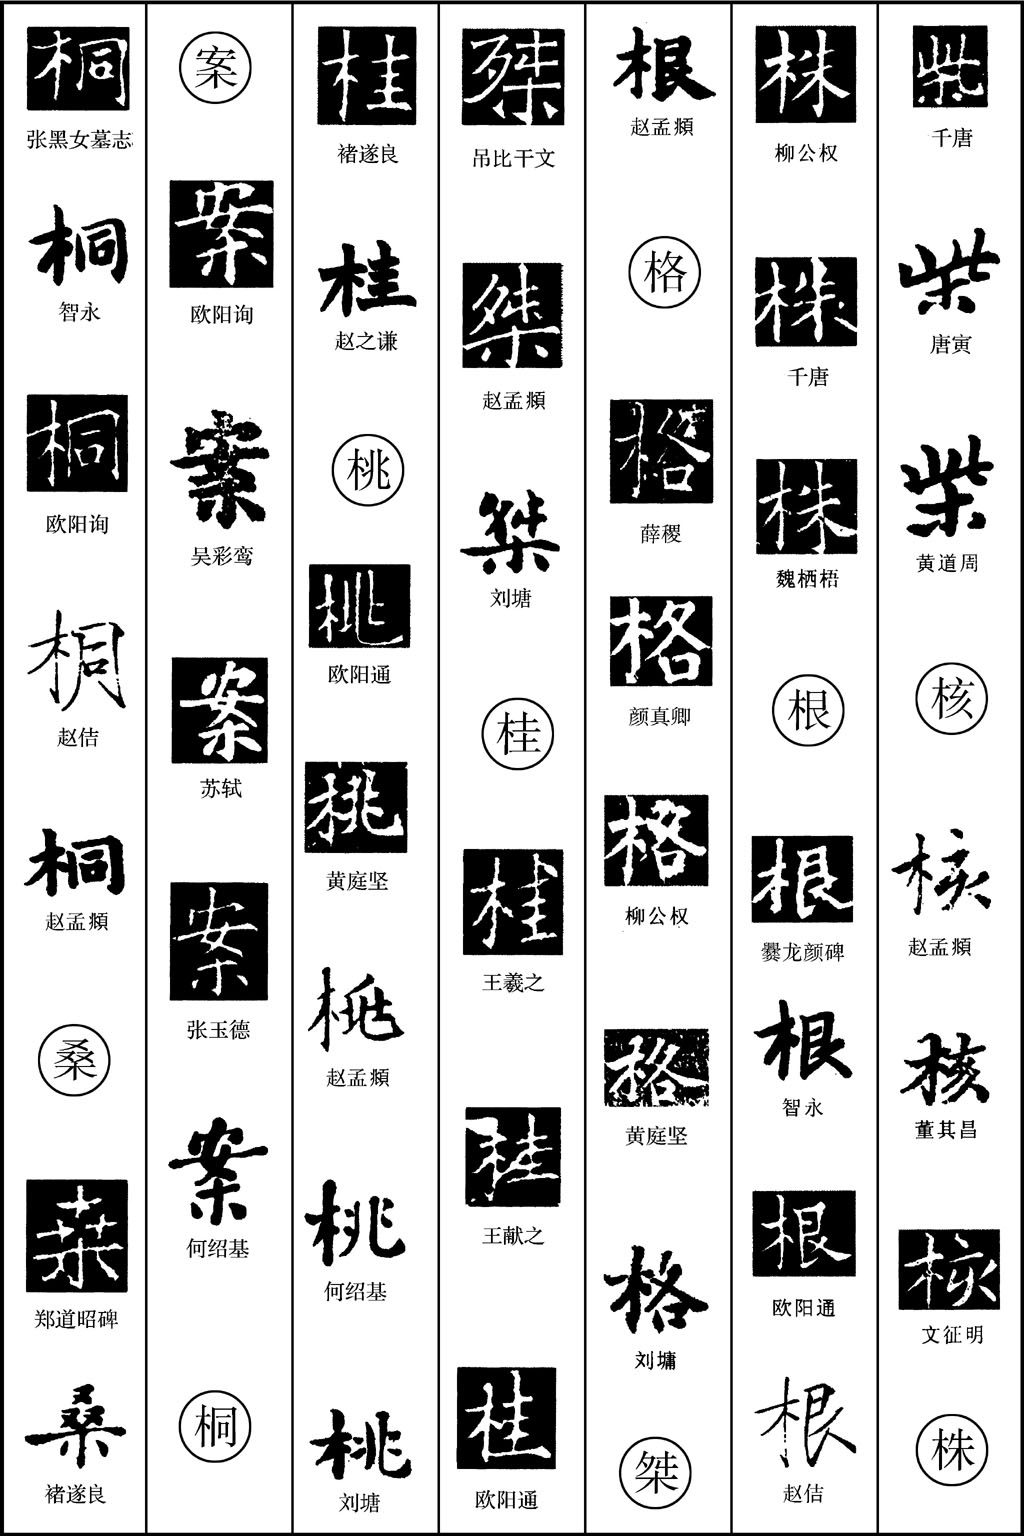 柴
千唐
柴
唐寅
柴
黄道周
核
核
赵孟頫
核
董其昌
核
文征明
株
株
柳公权
株
千唐
株
魏栖梧
根
根
爨龙颜碑
根
智永
根
欧阳通
根
赵佶
根
赵孟頫
格
格
薛稷
格
颜真卿
格
柳公权
格
黄庭坚
格
刘墉
桀
桀
吊比干文
桀
赵孟頫
桀
刘塘
桂
桂
王羲之
桂
王献之
桂
欧阳通
桂
褚遂良
桂
赵之谦
桃
桃
欧阳通
桃
黄庭坚
桃
赵孟頫
桃
何绍基
桃
刘塘
案
案
欧阳询
案
吴彩鸾
案
苏轼
案
张玉德
案
何绍基
桐
桐
张黑女墓志
桐
智永
桐
欧阳询
桐
赵佶
桐
赵孟頫
桑
桑
郑道昭碑
桑
褚遂良